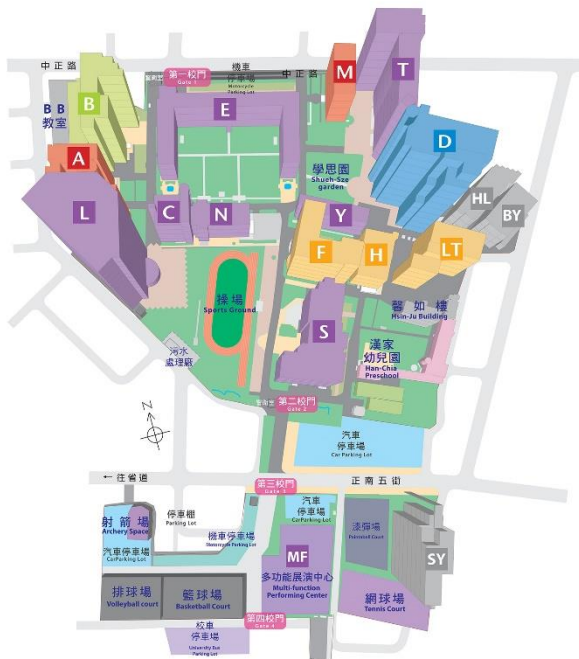 中正路
第一校門
Gate 1
機車
停車場
Motorcycle
Parking Lot
中正路
M
T
B B
教室
B
E
D
A
學思園
Shueh-Sze
garden
HL
BY
L
C
N
Y
F
H
LT
操場
Sports Ground
S
馨如樓
Hsin-Ju Building
漢家
幼兒園
Han-Chia
Preschool
污水
處理廠
N
第二校門
Gate 2
汽車
停車場
Car Parking Lot
←往省道
第三校門
Gate 3
正南五街
射箭場
Archery Space
停車棚
Parking Lot
汽車
停車場
CarParking Lot
漆彈場
Paintball Court
汽車停車場
CarParking Lot
機車停車場
Motorcycle Parking Lot
MF
多功能展演中心
Multi-function
Performing Center
SY
排球場
Volleyball court
籃球場
Basketball Court
網球場
Tennis Court
第四校門
Gate 4
校車
停車場
University Bus
Parking Lot